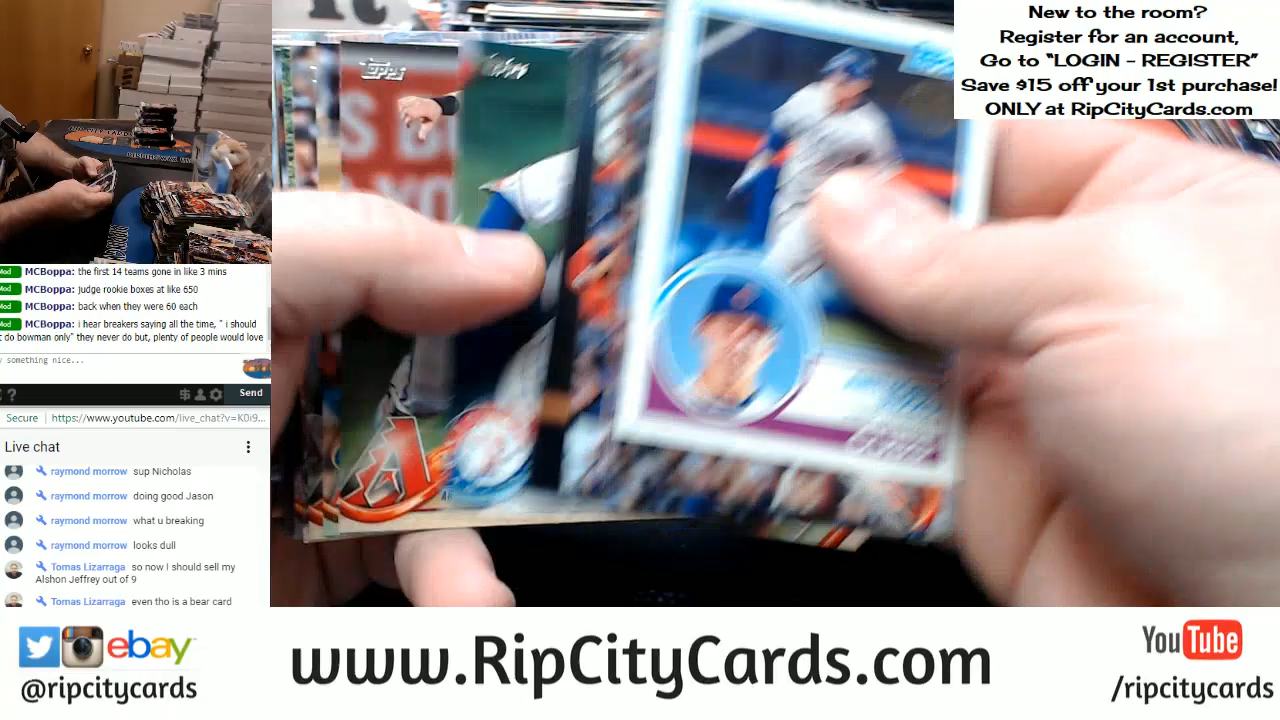 New to the room?
Register for an account,
Go to “LOGIN - REGISTER”
Save $15 off your 1st purchase!
ONLY at RipCityCards.com
Topps
MCBoppa: the first 14 teams gone in like 3 mins
MCBoppa: judge rookie boxes at like 650
MCBoppa: back when they were 60 each
MCBoppa: i hear breakers saying all the time, " i should
do bowman only" they never do but, plenty of people would love
something nice...
Send
Secure https://www.youtube.com/live_chat?v=K0i9...
Live chat
raymond morrow sup Nicholas
raymond morrow doing good Jason
raymond morrow what u breaking
raymond morrow looks dull
Tomas Lizarraga so now I should sell my
Alshon Jeffrey out of 9
Tomas Lizarraga even tho is a bear card
ebay
@ripcitycards
www.RipCityCards.com
YouTube
/ripcitycards